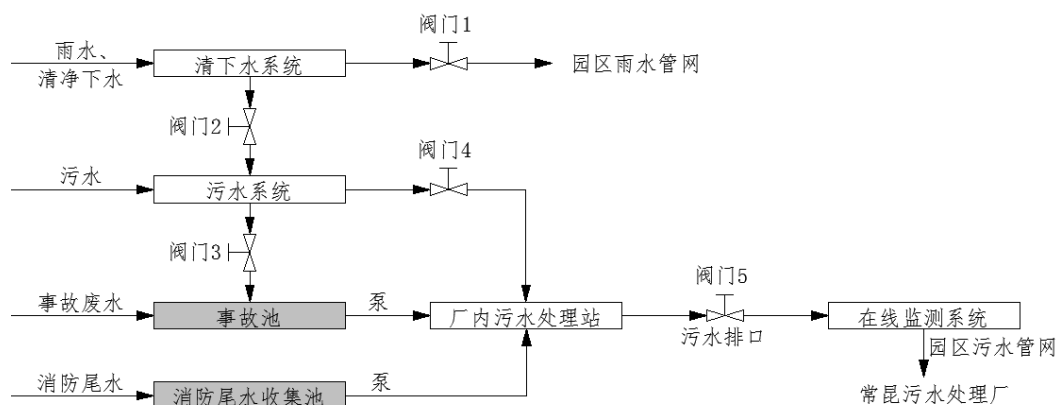 阀门1
雨水、
清净下水
清下水系统
园区雨水管网
阀门2
阀门4
污水
污水系统
阀门3
阀门5
事故废水
事故池
泵
厂内污水处理站
污水排口
在线监测系统
园区污水管网
消防尾水
消防尾水收集池
泵
常昆污水处理厂